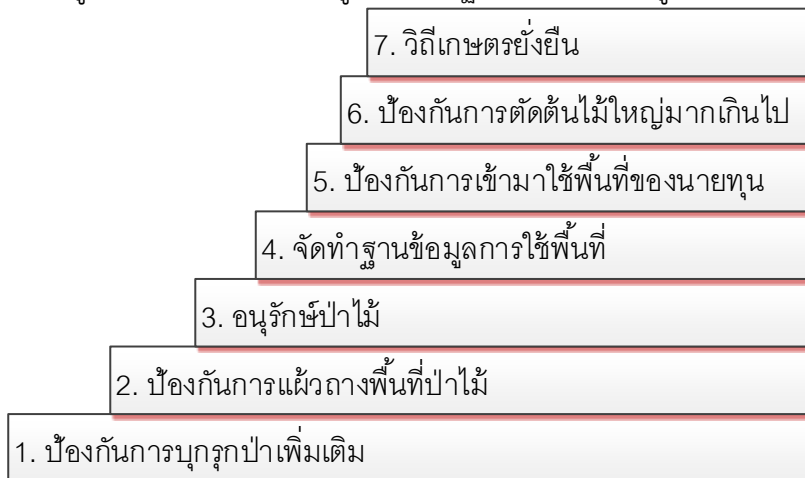 7. วิถีเกษตรยั่งยืน
6. ป้องกันการตัดต้นไม้ใหญ่มากเกินไป
5. ป้องกันการเข้ามาใช้พื้นที่ของนายทุน
4. จัดทำฐานข้อมูลการใช้พื้นที่
3. อนุรักษ์ป่าไม้
2. ป้องกันการแผ้วถางพื้นที่ป่าไม้
1. ป้องกันการบุกรุกป่าเพิ่มเติม